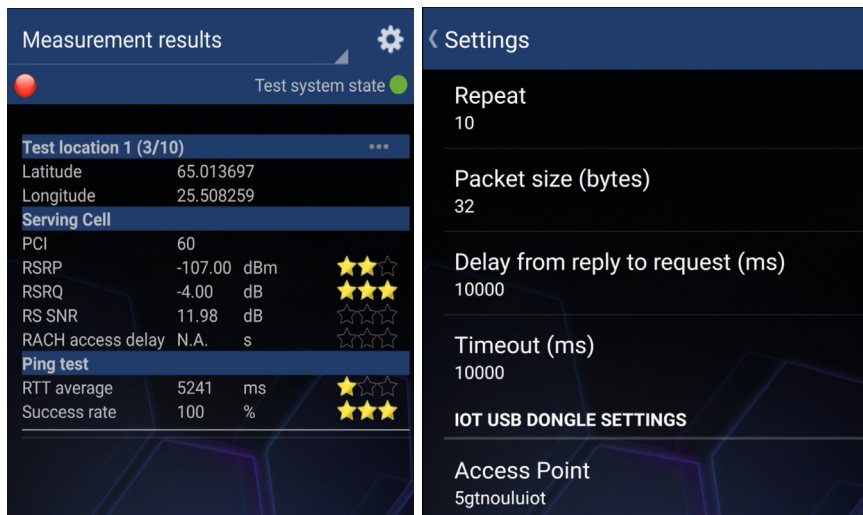 Measurement results
Test system state
Test location 1 (3/10)
Latitude 65.013697
Longitude 25.508259
Serving Cell
PCI 60
RSRP -107.00 dBm
RSRQ -4.00 dB
RS SNR 11.98 dB
RACH access delay N.A. s
Ping test
RTT average 5241 ms
Success rate 100 %
Settings
Repeat
10
Packet size (bytes)
32
Delay from reply to request (ms)
10000
Timeout (ms)
10000
IOT USB DONGLE SETTINGS
Access Point
5gtnouluiot